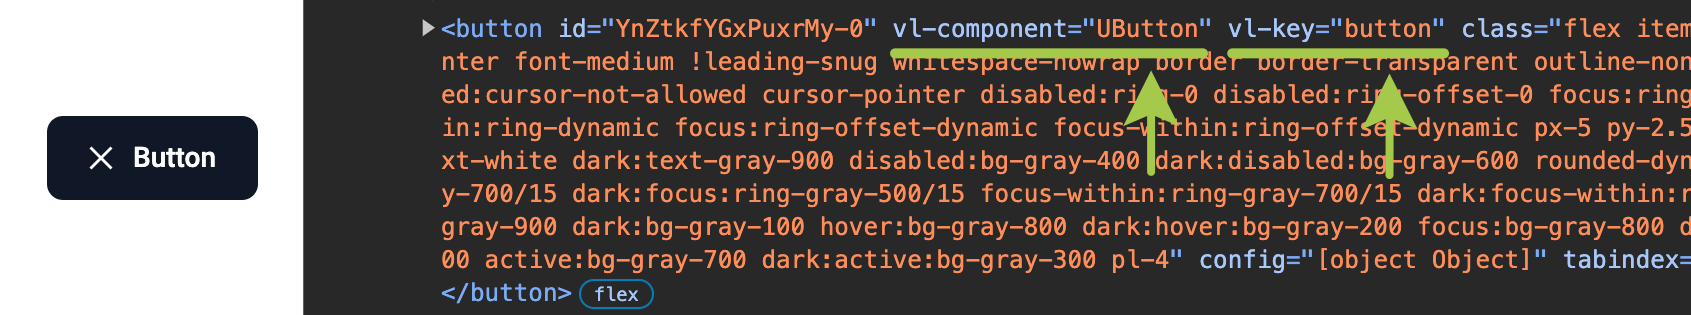 Button
<button id="YnZtkfYGxPuxrMy-0" vl-component="UButton" vl-key="button" class="flex item
nter font-medium !leading-snug whitespace-nowrap border border-transparent outline-non
ed:cursor-not-allowed cursor-pointer disabled:ring-0 disabled:ring-offset-0 focus:ring
in:ring-dynamic focus:ring-offset-dynamic focus-within:ring-offset-dynamic px-5 py-2.5
xt-white dark:text-gray-900 disabled:bg-gray-400 dark:disabled:bg-gray-600 rounded-dyn
y-700/15 dark:focus:ring-gray-500/15 focus-within:ring-gray-700/15 dark:focus-within:r
gray-900 dark:bg-gray-100 hover:bg-gray-800 dark:hover:bg-gray-200 focus:bg-gray-800 d
00 active:bg-gray-700 dark:active:bg-gray-300 pl-4" config="[object Object]" tabindex=
</button> flex